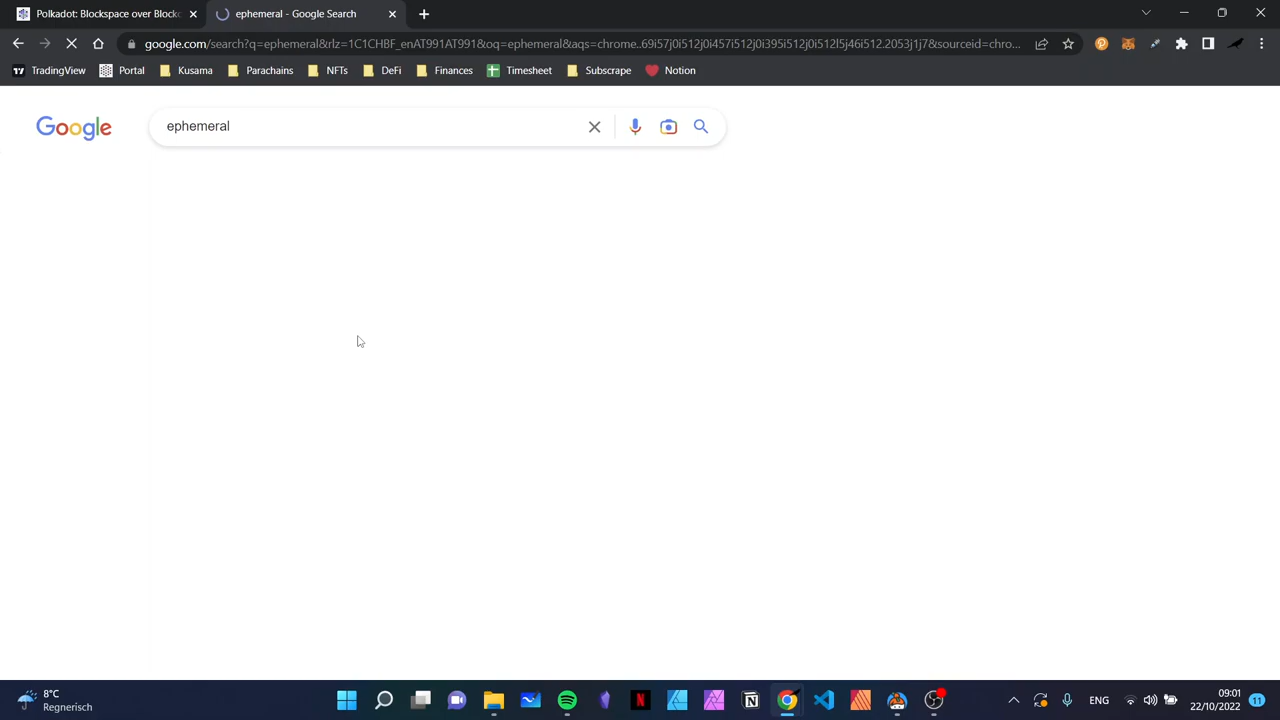 Polkadot: Blockspace over Blockc
ephemeral - Google Search
google.com/search?q=ephemeral&rlz=1C1CHBF_enAT991AT991&oq=ephemeral&aqs=chrome..69i57j0i512j0i457i512j0i395i512j0i512l5j46i512.2053j1j7&sourceid=chro...
TradingView
Portal
Kusama
Parachains
NFTs
DeFi
Finances
Timesheet
Subscrape
Notion
Google
ephemeral
8°C
Regnerisch
ENG
09:01
22/10/2022
11